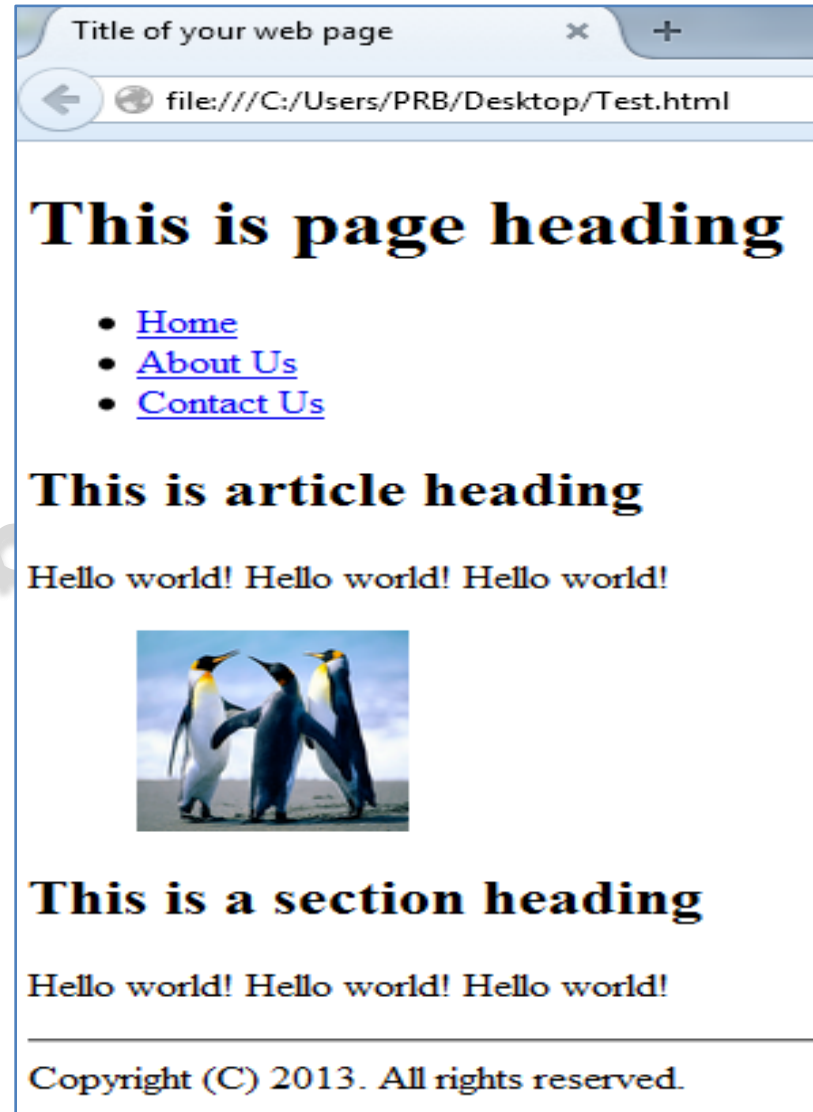 Title of your web page
file:///C:/Users/PRB/Desktop/Test.html
This is page heading
• Home
• About Us
• Contact Us
This is article heading
Hello world! Hello world! Hello world!
This is a section heading
Hello world! Hello world! Hello world!
Copyright (C) 2013. All rights reserved.